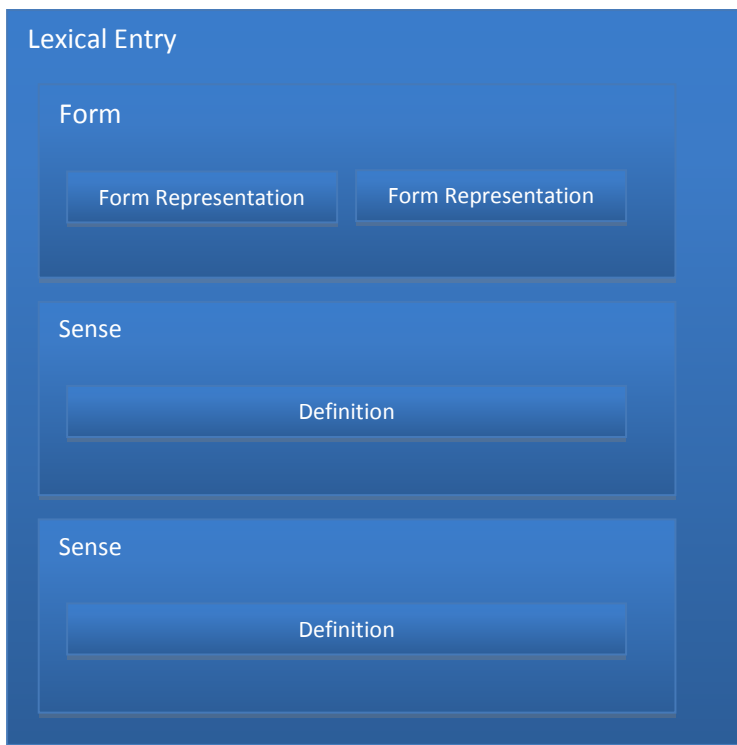 Lexical Entry
Form
Form Representation
Form Representation
Sense
Definition
Sense
Definition